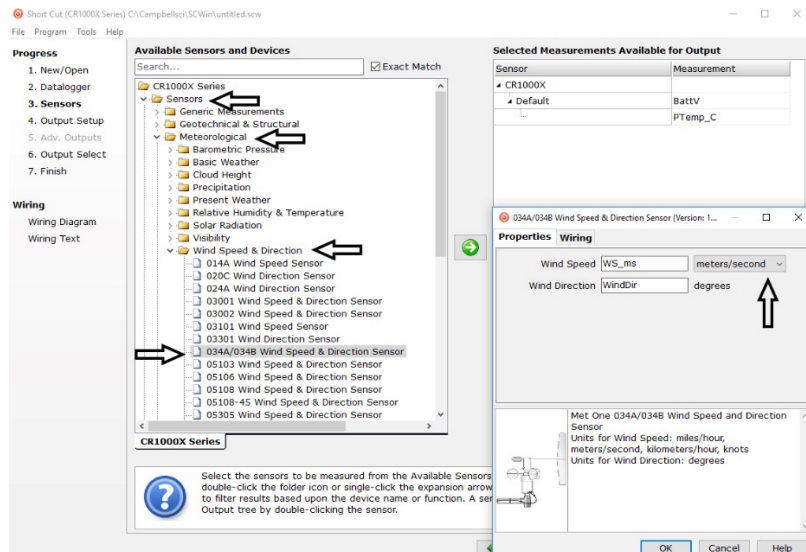 Short Cut (CR1000X Series) C:\Campbellsci\SCWin\untitled.scw
File Program Tools Help
Progress
1. New/Open
2. Datalogger
3. Sensors
4. Output Setup
5. Adv. Outputs
6. Output Select
7. Finish
Wiring
Wiring Diagram
Wiring Text
Available Sensors and Devices
Search...
Exact Match
CR1000X Series
Sensors
Generic Measurements
Geotechnical & Structural
Meteorological
Barometric Pressure
Basic Weather
Cloud Height
Precipitation
Present Weather
Relative Humidity & Temperature
Solar Radiation
Visibility
Wind Speed & Direction
014A Wind Speed Sensor
020C Wind Direction Sensor
024A Wind Direction Sensor
03001 Wind Speed & Direction Sensor
03002 Wind Speed & Direction Sensor
03101 Wind Speed Sensor
03301 Wind Direction Sensor
034A/034B Wind Speed & Direction Sensor
05103 Wind Speed & Direction Sensor
05106 Wind Speed & Direction Sensor
05108 Wind Speed & Direction Sensor
05108-45 Wind Speed & Direction Sensor
05305 Wind Speed & Direction Sensor
CR1000X Series
Select the sensors to be measured from the Available Sensors
double-click the folder icon or single-click the expansion arrow
to filter results based upon the device name or function. A ser
Output tree by double-clicking the sensor.
Selected Measurements Available for Output
Sensor Measurement
CR1000X
Default BattV
PTemp_C
034A/034B Wind Speed & Direction Sensor (Version: 1...
Properties Wiring
Wind Speed WS_ms meters/second
Wind Direction WindDir degrees
Met One 034A/034B Wind Speed and Direction
Sensor
Units for Wind Speed: miles/hour,
meters/second, kilometers/hour, knots
Units for Wind Direction: degrees
OK Cancel Help